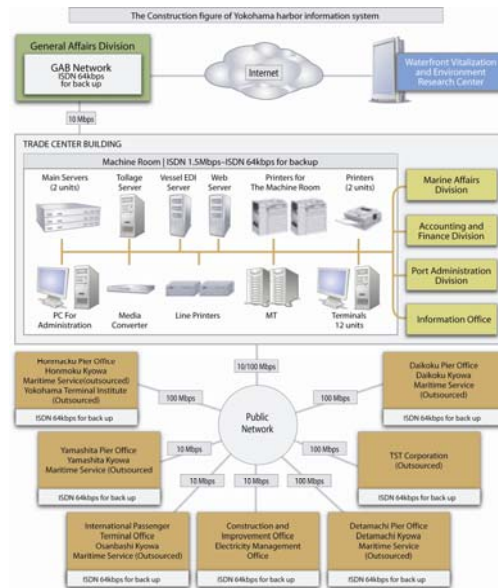 The Construction figure of Yokohama harbor information system
General Affairs Division
GAB Network
ISDN 64kbps
for back up
Internet
Waterfront Vitalization
and Environment
Research Center
10 Mbps
TRADE CENTER BUILDING
Machine Room | ISDN 1.5Mbps–ISDN 64kbps for backup
Main Servers
(2 units)
Tollage
Server
Vessel EDI
Server
Web
Server
Printers for
The Machine Room
Printers
(2 units)
Marine Affairs
Division
Accounting and
Finance Division
Port Administration
Division
Information Office
PC For
Administration
Media
Converter
Line Printers
MT
Terminals
12 units
10/100 Mbps
Public
Network
Honmacku Pier Office
Honmoku Kyowa
Maritime Service(outsourced)
Yokohama Terminal Institute
(Outsourced)
ISDN 64kbps for back up
100 Mbps
Daikoku Pier Office
Daikoku Kyowa
Maritime Service
(Outsourced)
ISDN 64kbps for back up
100 Mbps
Yamashita Pier Office
Yamashita Kyowa
Maritime Service (Outsourced
ISDN 64kbps for back up
10 Mbps
TST Corporation
(Outsourced)
ISDN 64kbps for back up
100 Mbps
10 Mbps
10 Mbps
100 Mbps
International Passenger
Terminal Office
Osanbashi Kyowa
Maritime Service (Outsourced)
ISDN 64kbps for back up
Construction and
Improvement Office
Electricity Management
Office
ISDN 64kbps for back up
Detamachi Pier Office
Detamachi Kyowa
Maritime Service
(Outsourced)
ISDN 64kbps for back up